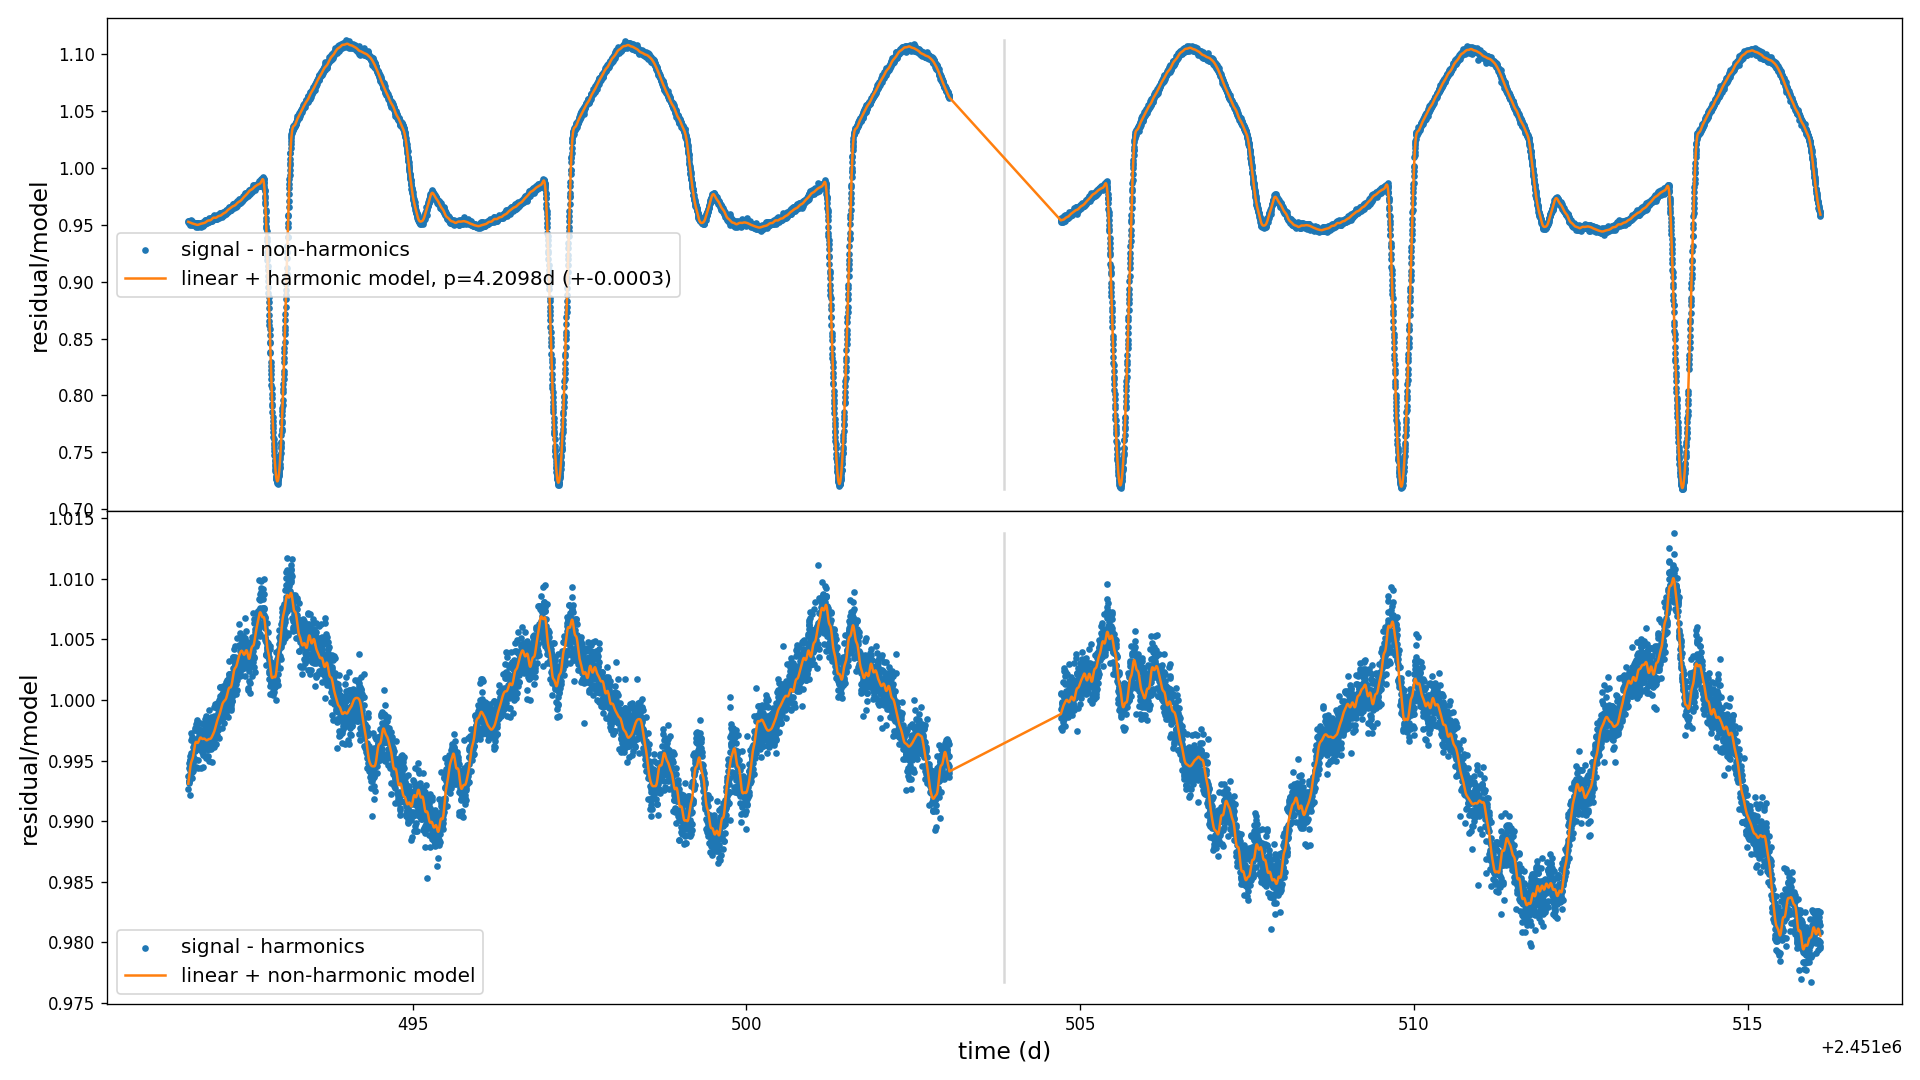 1.10
1.05
1.00
0.95
0.90
0.85
0.80
0.75
0.70
residual/model
signal - non-harmonics
linear + harmonic model, p=4.2098d (+-0.0003)
1.015
1.010
1.005
1.000
0.995
0.990
0.985
0.980
0.975
residual/model
signal - harmonics
linear + non-harmonic model
495 500 505 510 515
time (d)
+2.451e6